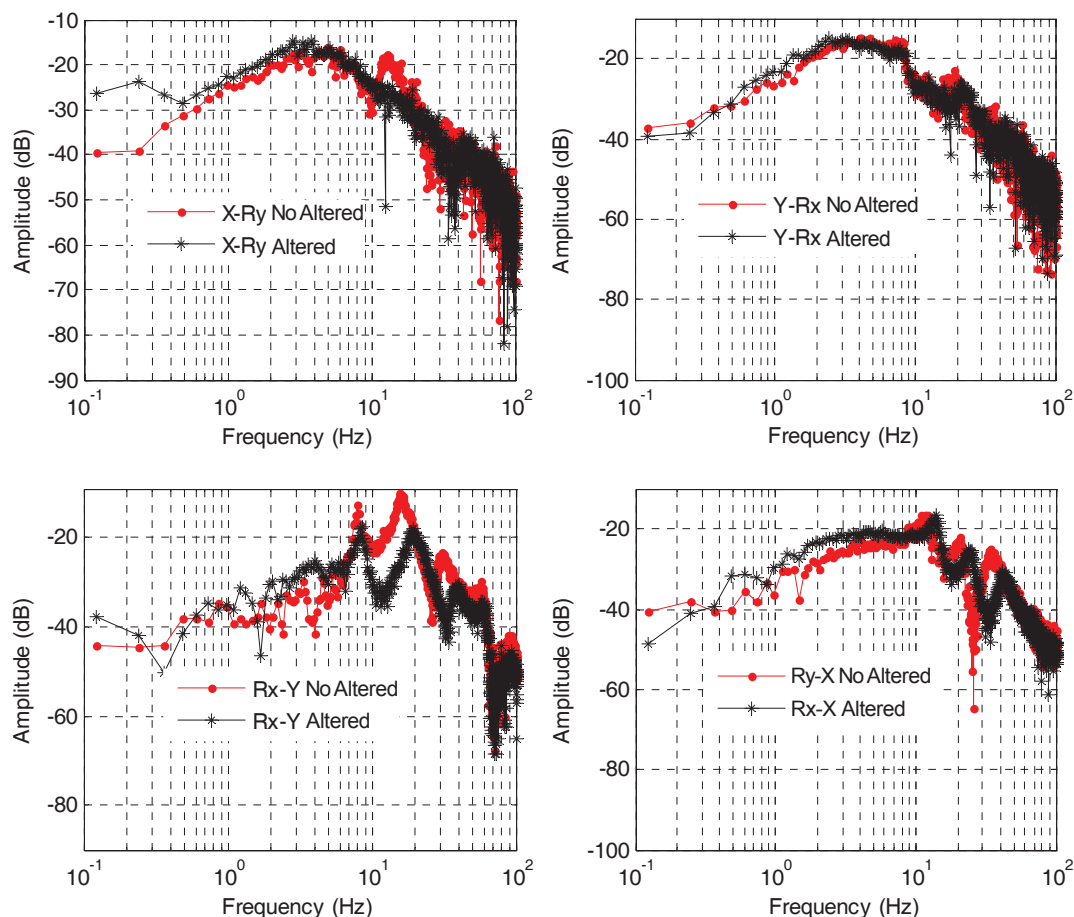 -10
-20
-30
-40
-50
-60
-70
-80
-90
Amplitude (dB)
X-Ry No Altered
X-Ry Altered
10-1
100
101
102
Frequency (Hz)
-20
-40
-60
-80
-100
Amplitude (dB)
Y-Rx No Altered
Y-Rx Altered
10-1
100
101
102
Frequency (Hz)
-20
-40
-60
-80
Amplitude (dB)
Rx-Y No Altered
Rx-Y Altered
10-1
100
101
102
Frequency (Hz)
-20
-40
-60
-80
-100
Amplitude (dB)
Ry-X No Altered
Rx-X Altered
10-1
100
101
102
Frequency (Hz)